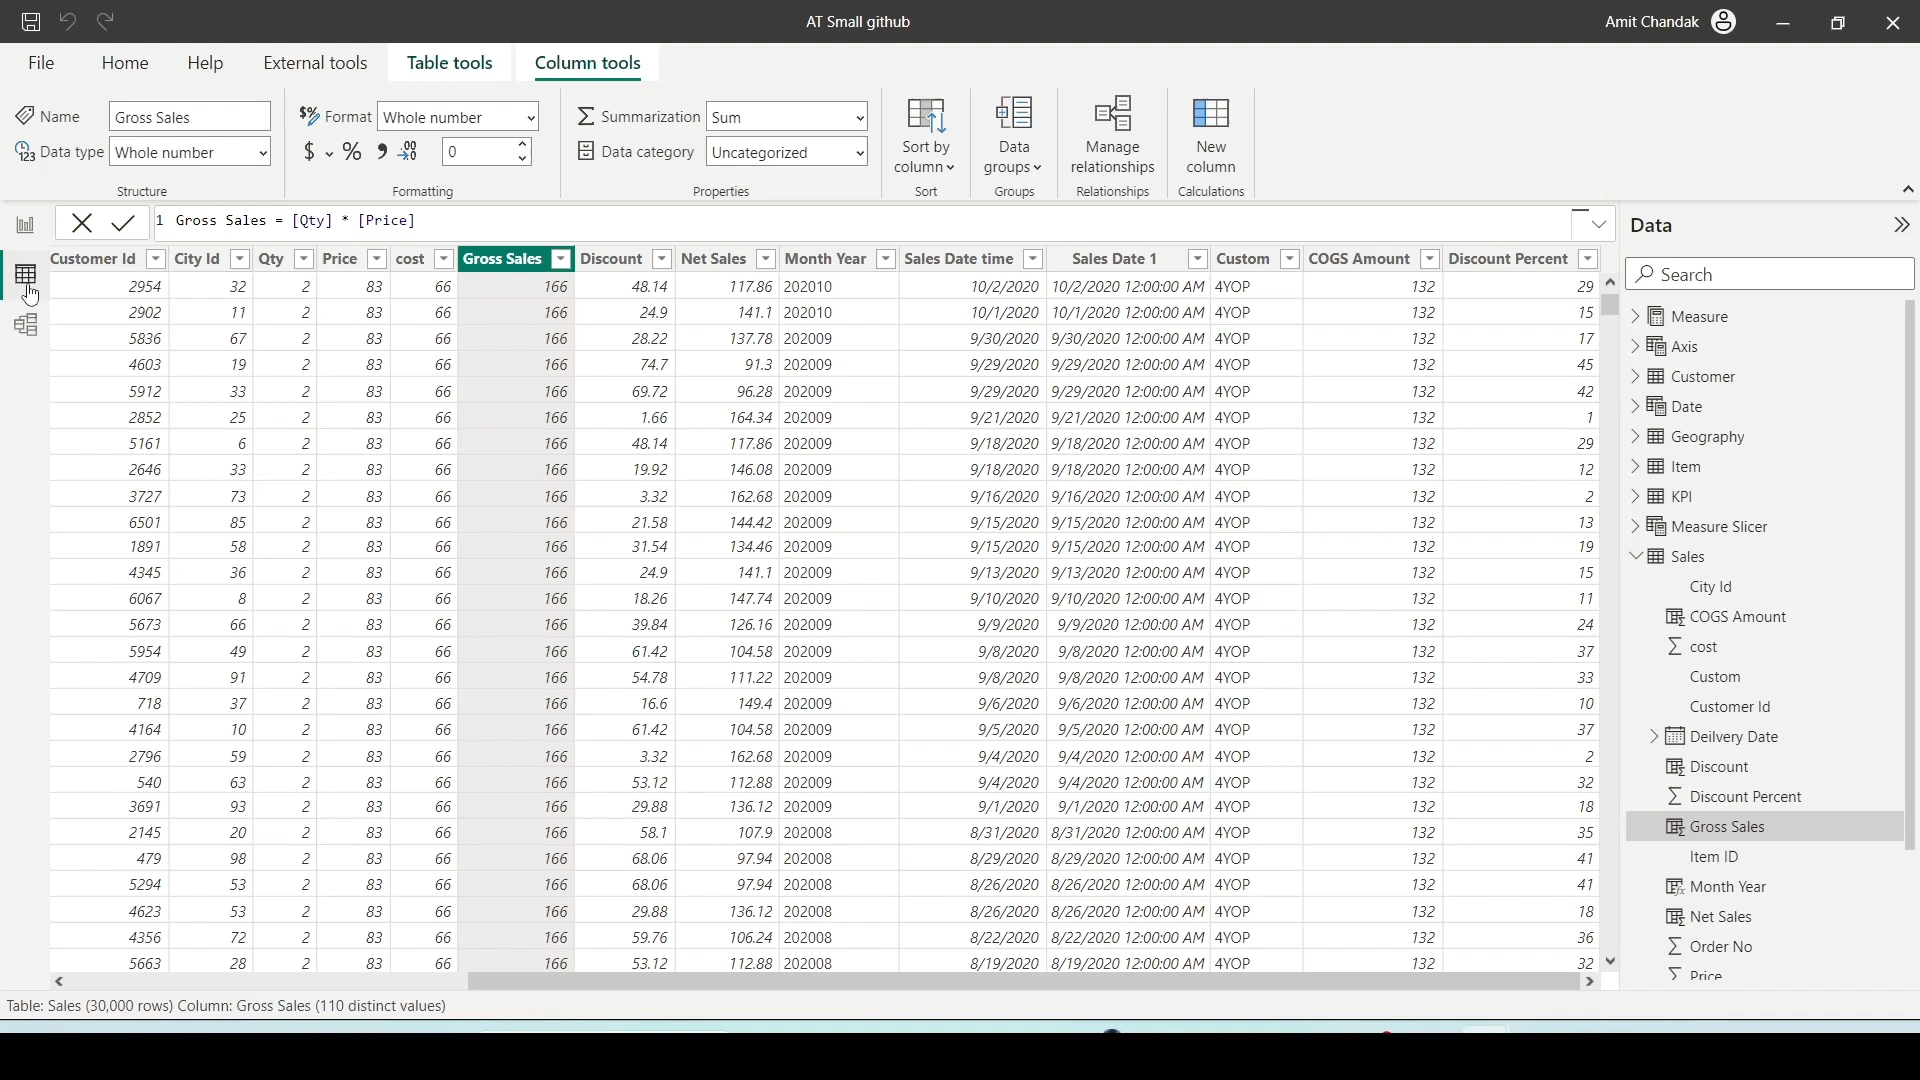 AT Small github
Amit Chandak
File Home Help External tools Table tools Column tools
Name Gross Sales
Data type Whole number
Structure
Format Whole number
$ % 0
Formatting
Summarization Sum
Data category Uncategorized
Properties
Sort by
column
Sort
Data
groups
Groups
Manage
relationships
Relationships
New
column
Calculations
1 Gross Sales = [Qty] * [Price]
Customer Id City Id Qty Price cost Gross Sales Discount Net Sales Month Year Sales Date time Sales Date 1 Custom COGS Amount Discount Percent
2954 32 2 83 66 166 48.14 117.86 202010 10/2/2020 10/2/2020 12:00:00 AM 4YOP 132 29
2902 11 2 83 66 166 24.9 141.1 202010 10/1/2020 10/1/2020 12:00:00 AM 4YOP 132 15
5836 67 2 83 66 166 28.22 137.78 202009 9/30/2020 9/30/2020 12:00:00 AM 4YOP 132 17
4603 19 2 83 66 166 74.7 91.3 202009 9/29/2020 9/29/2020 12:00:00 AM 4YOP 132 45
5912 33 2 83 66 166 69.72 96.28 202009 9/29/2020 9/29/2020 12:00:00 AM 4YOP 132 42
2852 25 2 83 66 166 1.66 164.34 202009 9/21/2020 9/21/2020 12:00:00 AM 4YOP 132 1
5161 6 2 83 66 166 48.14 117.86 202009 9/18/2020 9/18/2020 12:00:00 AM 4YOP 132 29
2646 33 2 83 66 166 19.92 146.08 202009 9/18/2020 9/18/2020 12:00:00 AM 4YOP 132 12
3727 73 2 83 66 166 3.32 162.68 202009 9/16/2020 9/16/2020 12:00:00 AM 4YOP 132 2
6501 85 2 83 66 166 21.58 144.42 202009 9/15/2020 9/15/2020 12:00:00 AM 4YOP 132 13
1891 58 2 83 66 166 31.54 134.46 202009 9/15/2020 9/15/2020 12:00:00 AM 4YOP 132 19
4345 36 2 83 66 166 24.9 141.1 202009 9/13/2020 9/13/2020 12:00:00 AM 4YOP 132 15
6067 8 2 83 66 166 18.26 147.74 202009 9/10/2020 9/10/2020 12:00:00 AM 4YOP 132 11
5673 66 2 83 66 166 39.84 126.16 202009 9/9/2020 9/9/2020 12:00:00 AM 4YOP 132 24
5954 49 2 83 66 166 61.42 104.58 202009 9/8/2020 9/8/2020 12:00:00 AM 4YOP 132 37
4709 91 2 83 66 166 54.78 111.22 202009 9/8/2020 9/8/2020 12:00:00 AM 4YOP 132 33
718 37 2 83 66 166 16.6 149.4 202009 9/6/2020 9/6/2020 12:00:00 AM 4YOP 132 10
4164 10 2 83 66 166 61.42 104.58 202009 9/5/2020 9/5/2020 12:00:00 AM 4YOP 132 37
2796 59 2 83 66 166 3.32 162.68 202009 9/4/2020 9/4/2020 12:00:00 AM 4YOP 132 2
540 63 2 83 66 166 53.12 112.88 202009 9/4/2020 9/4/2020 12:00:00 AM 4YOP 132 32
3691 93 2 83 66 166 29.88 136.12 202009 9/1/2020 9/1/2020 12:00:00 AM 4YOP 132 18
2145 20 2 83 66 166 58.1 107.9 202008 8/31/2020 8/31/2020 12:00:00 AM 4YOP 132 35
479 98 2 83 66 166 68.06 97.94 202008 8/29/2020 8/29/2020 12:00:00 AM 4YOP 132 41
5294 53 2 83 66 166 68.06 97.94 202008 8/26/2020 8/26/2020 12:00:00 AM 4YOP 132 41
4623 53 2 83 66 166 29.88 136.12 202008 8/26/2020 8/26/2020 12:00:00 AM 4YOP 132 18
4356 72 2 83 66 166 59.76 106.24 202008 8/22/2020 8/22/2020 12:00:00 AM 4YOP 132 36
5663 28 2 83 66 166 53.12 112.88 202008 8/19/2020 8/19/2020 12:00:00 AM 4YOP 132 32
Table: Sales (30,000 rows) Column: Gross Sales (110 distinct values)
Data
Search
Measure
Axis
Customer
Date
Geography
Item
KPI
Measure Slicer
Sales
City Id
COGS Amount
cost
Custom
Customer Id
Deilvery Date
Discount
Discount Percent
Gross Sales
Item ID
Month Year
Net Sales
Order No
Price